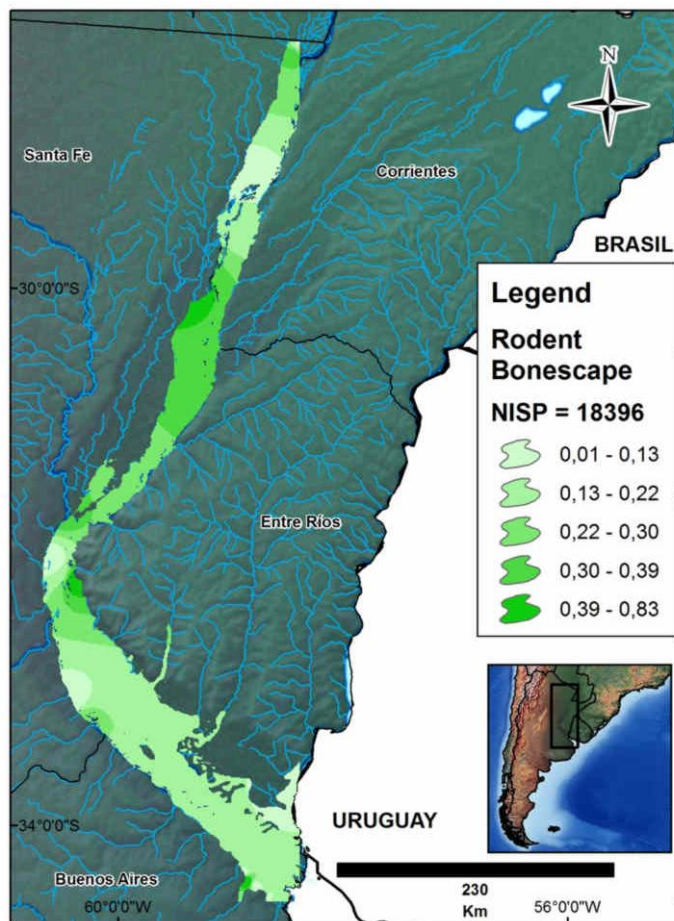 N
Santa Fe
Corrientes
BRASIL
30°0'0"S
Legend
Rodent
Bonescape
NISP = 18396
0,01 - 0,13
0,13 - 0,22
0,22 - 0,30
0,30 - 0,39
0,39 - 0,83
Entre Ríos
34°0'0"S
URUGUAY
Buenos Aires
230
Km
60°0'0"W
56°0'0"W